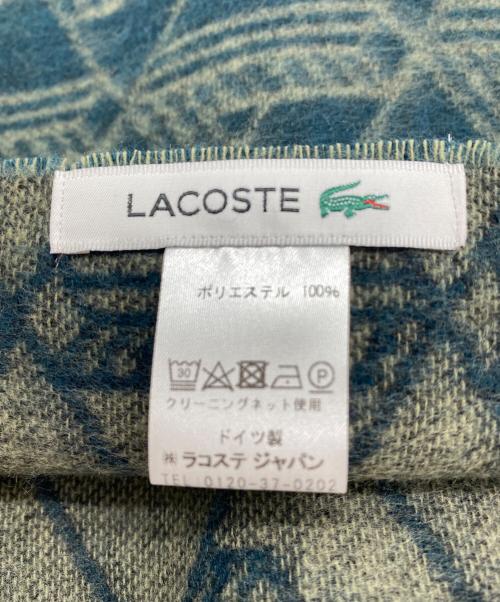 LACOSTE
ポリエステル 100%
30 P
クリーニングネット使用
ドイツ製
㈱ ラコステ ジャパン
TEL:0120-37-0202